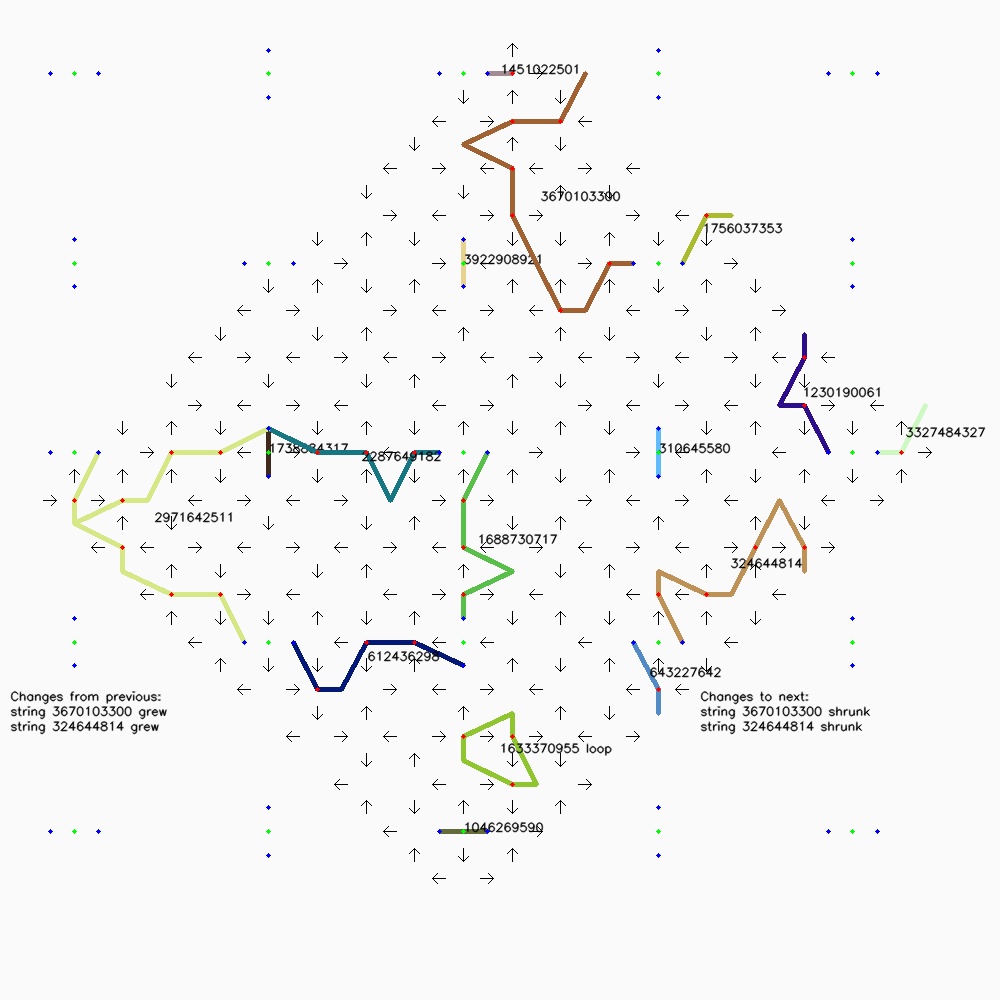 1451022501
3670103300
1756037353
3922908921
1230190061
3327484327
1738834317
2287649182
310645580
2971642511
1688730717
324644814
612436298
643227642
Changes from previous:
string 3670103300 grew
string 324644814 grew
Changes to next:
string 3670103300 shrunk
string 324644814 shrunk
1633370955 loop
1046269590